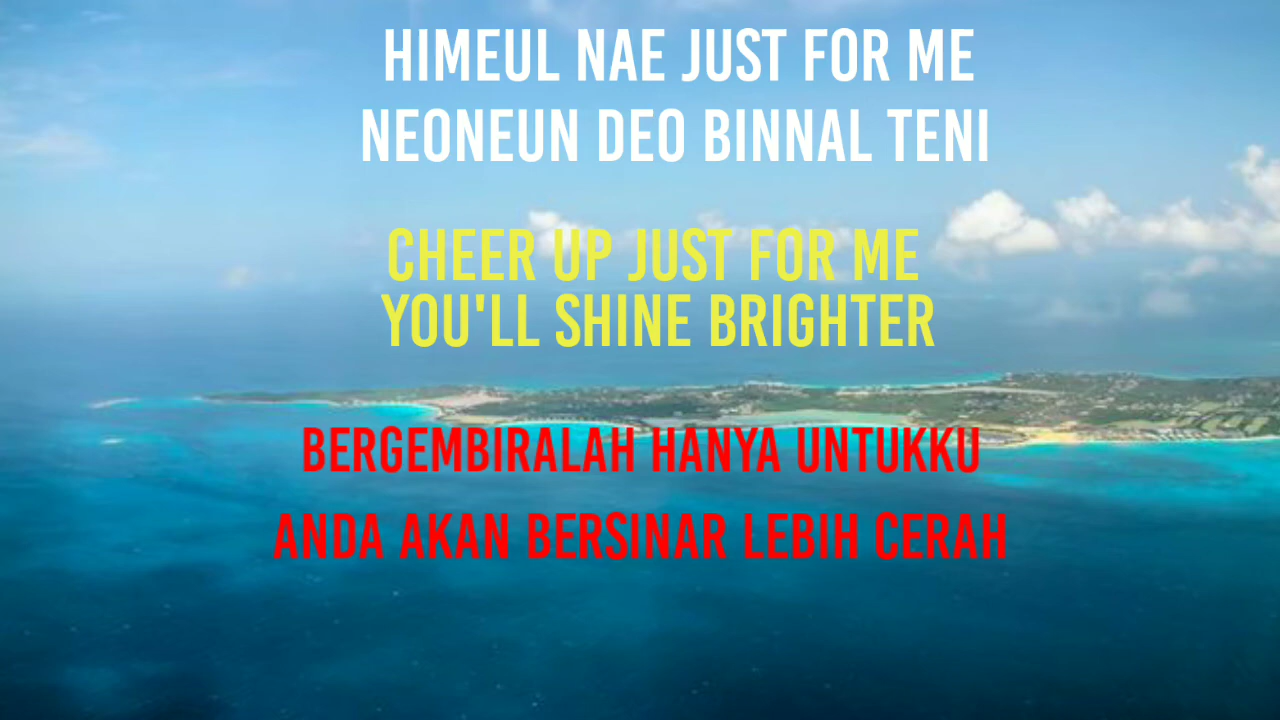 HIMEUL NAE JUST FOR ME
NEONEUN DEO BINNAL TENI
CHEER UP JUST FOR ME
YOU'LL SHINE BRIGHTER
BERGEMBIRALAH HANYA UNTUKKU
ANDA AKAN BERSINAR LEBIH CERAH